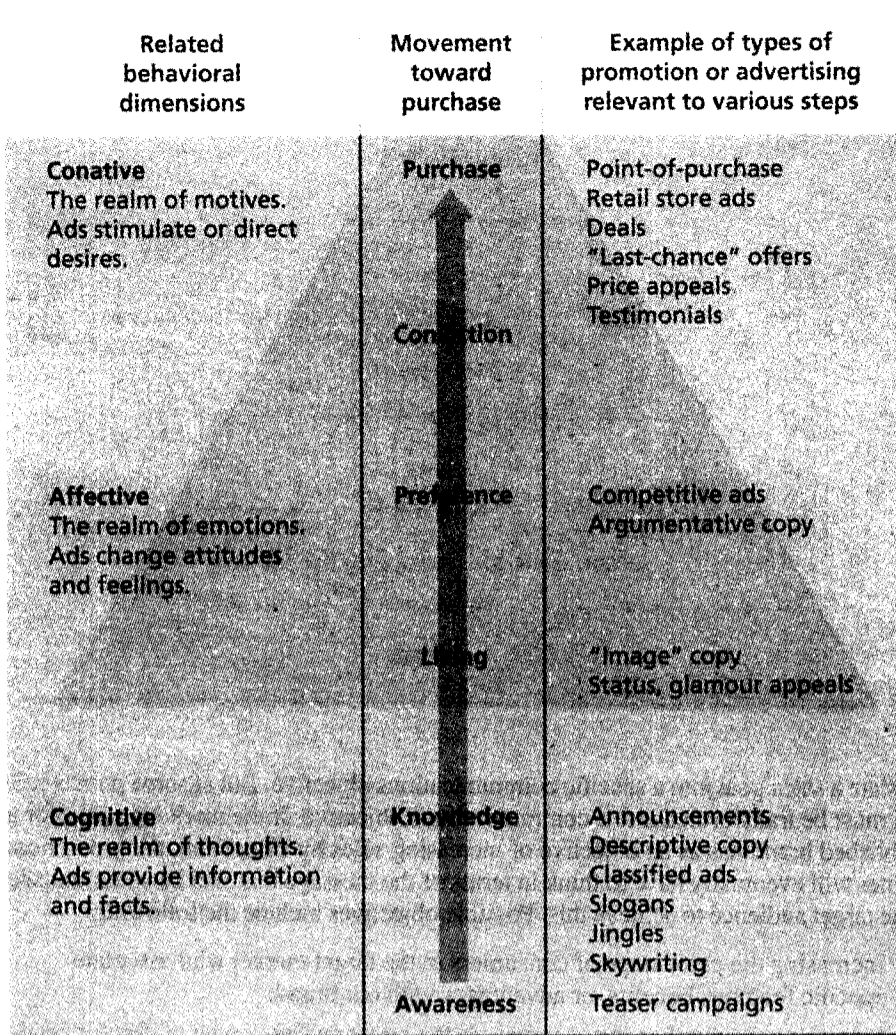 Related
behavioral
dimensions
Movement
toward
purchase
Example of types of
promotion or advertising
relevant to various steps
Conative
The realm of motives.
Ads stimulate or direct
desires.
Purchase
Point-of-purchase
Retail store ads
Deals
"Last-chance" offers
Price appeals
Testimonials
Conviction
Affective
The realm of emotions.
Ads change attitudes
and feelings.
Preference
Competitive ads
Argumentative copy
Liking
"Image" copy
Status, glamour appeals
Cognitive
The realm of thoughts.
Ads provide information
and facts.
Knowledge
Announcements
Descriptive copy
Classified ads
Slogans
Jingles
Skywriting
Awareness
Teaser campaigns